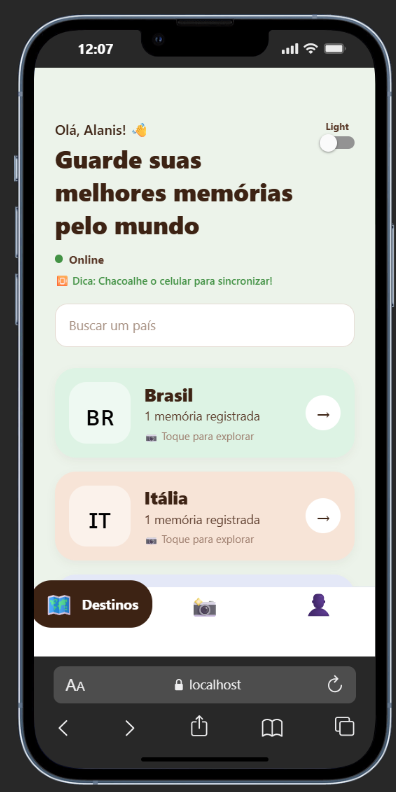 12:07
Olá, Alanis! 👋
Light
Guarde suas
melhores memórias
pelo mundo
Online
Dica: Chacoalhe o celular para sincronizar!
Buscar um país
BR
Brasil
1 memória registrada
Toque para explorar
→
IT
Itália
1 memória registrada
Toque para explorar
→
Destinos
AA
localhost